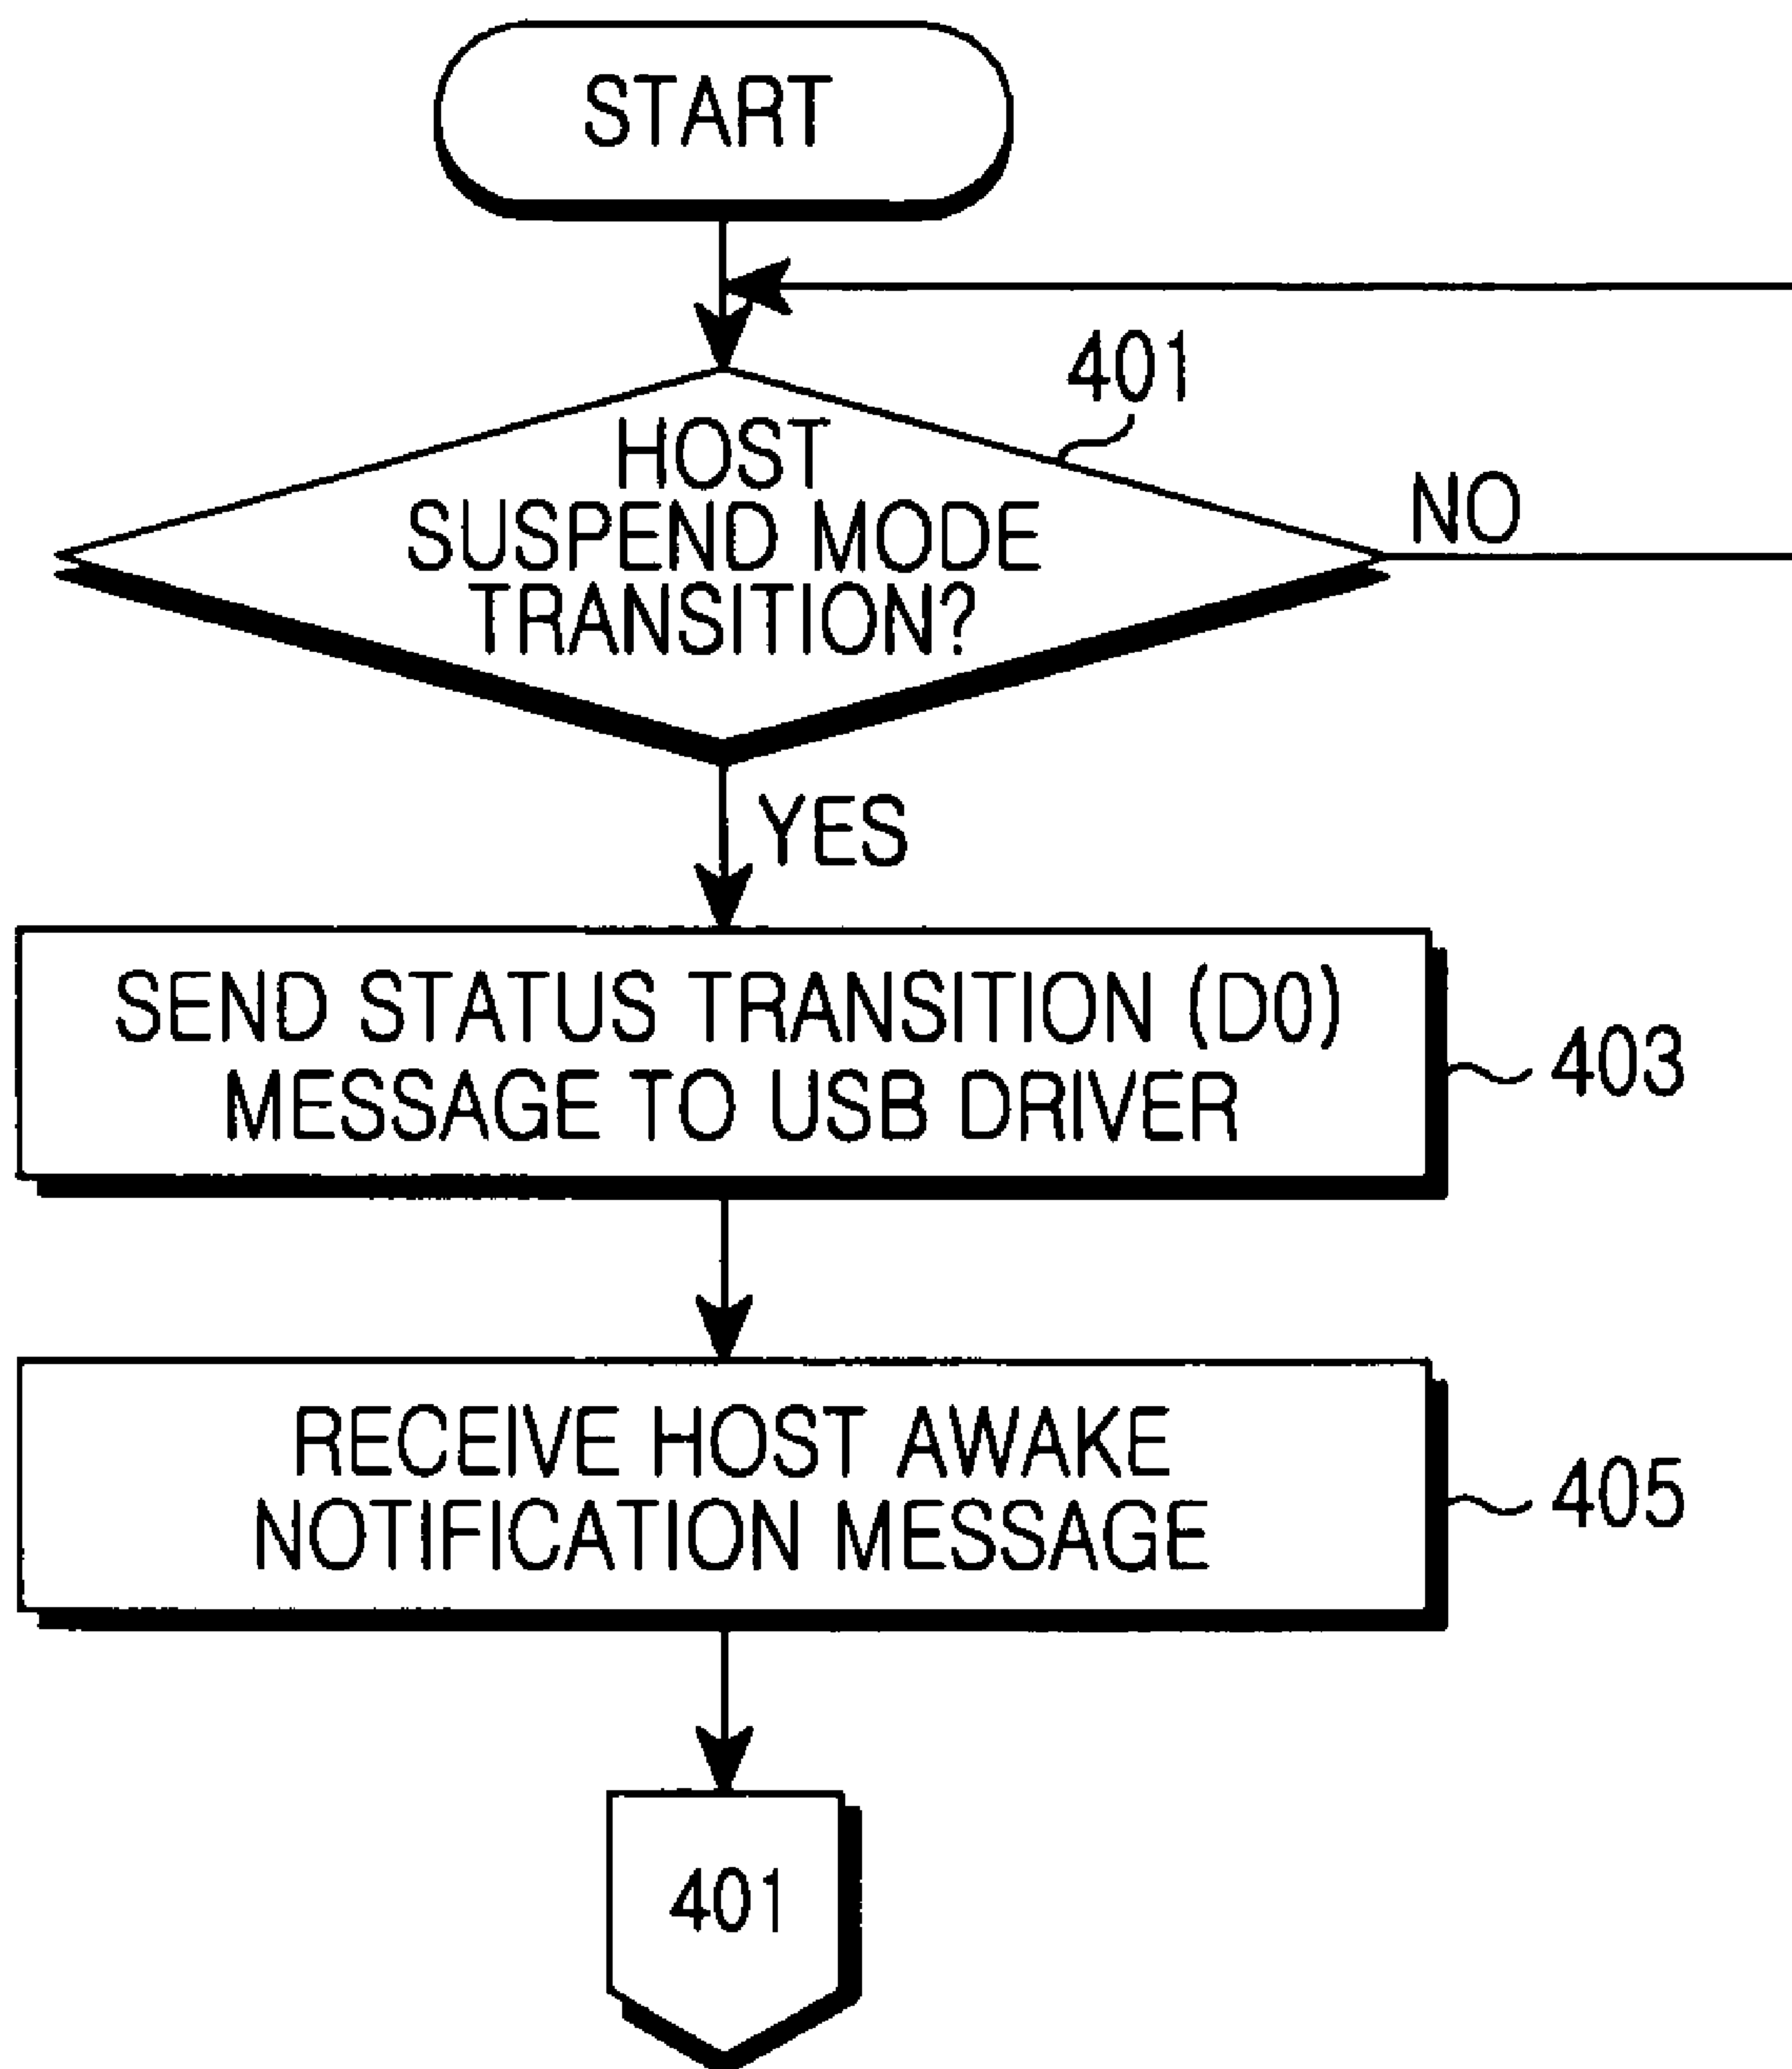 START
401
HOST
SUSPEND MODE
TRANSITION?
NO
YES
SEND STATUS TRANSITION (D0)
MESSAGE TO USB DRIVER
403
RECEIVE HOST AWAKE
NOTIFICATION MESSAGE
405
401